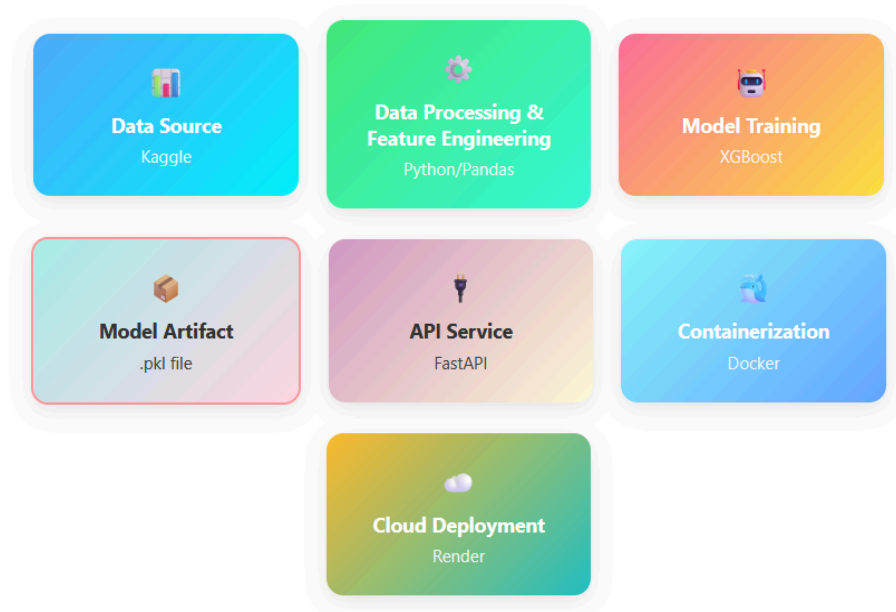 Data Source
Kaggle
Data Processing &
Feature Engineering
Python/Pandas
Model Training
XGBoost
Model Artifact
.pkl file
API Service
FastAPI
Containerization
Docker
Cloud Deployment
Render